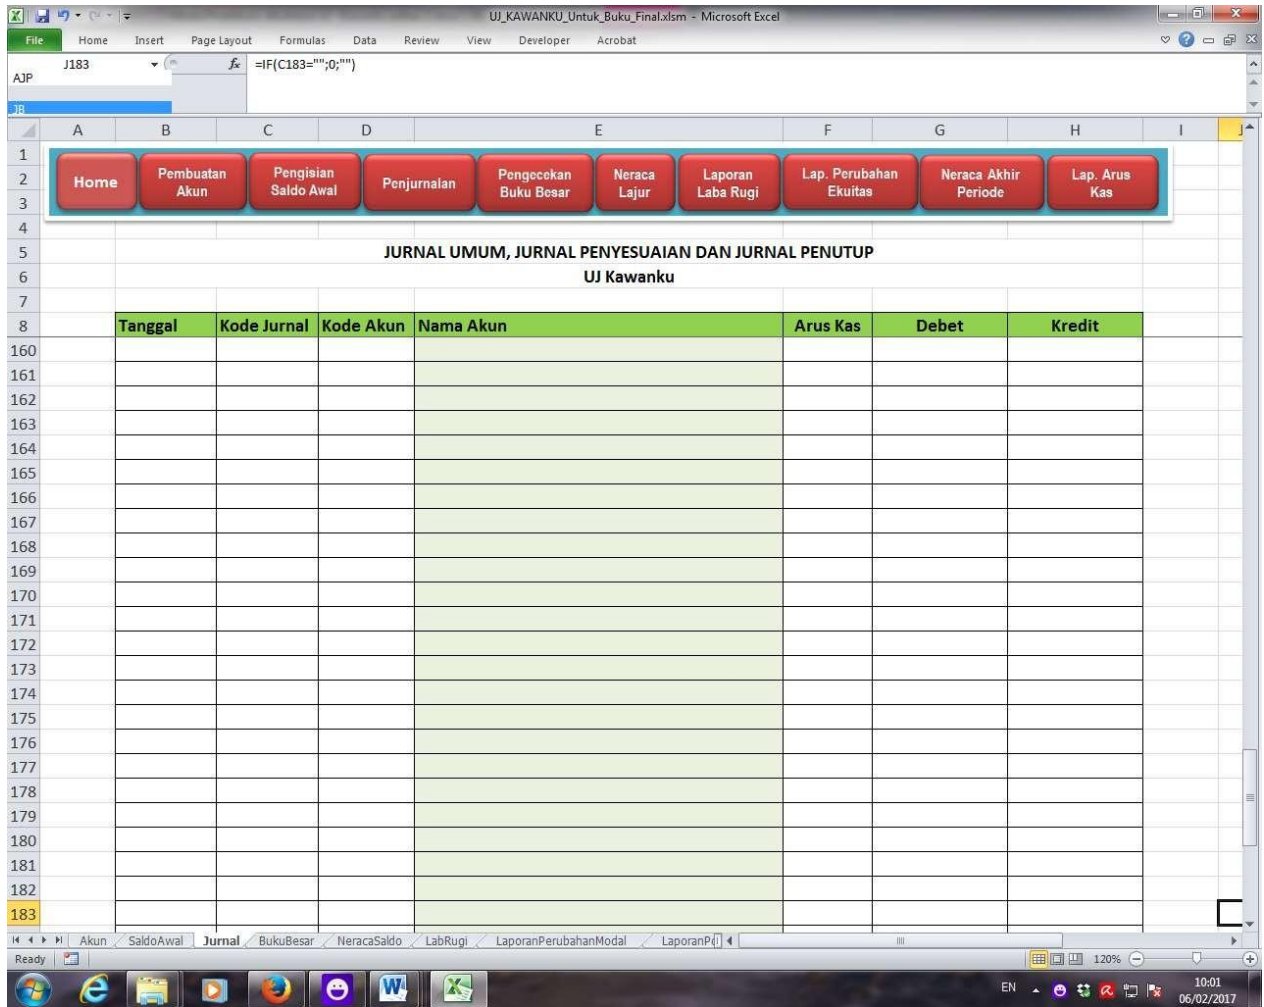 UJ_KAWANKU_Untuk_Buku_Final.xlsm - Microsoft Excel
File Home Insert Page Layout Formulas Data Review View Developer Acrobat
J183 fx =IF(C183="";0;"")
AJP
JB
A B C D E F G H I J
1
2 Home Pembuatan Akun Pengisian Saldo Awal Penjurnalan Pengecekan Buku Besar Neraca Lajur Laporan Laba Rugi Lap. Perubahan Ekuitas Neraca Akhir Periode Lap. Arus Kas
3
4
5 JURNAL UMUM, JURNAL PENYESUAIAN DAN JURNAL PENUTUP
6 UJ Kawanku
7
8 Tanggal Kode Jurnal Kode Akun Nama Akun Arus Kas Debet Kredit
160
161
162
163
164
165
166
167
168
169
170
171
172
173
174
175
176
177
178
179
180
181
182
183
Akun SaldoAwal Jurnal BukuBesar NeracaSaldo LabRugi LaporanPerubahanModal
Ready 120%
EN 10:01
06/02/2017